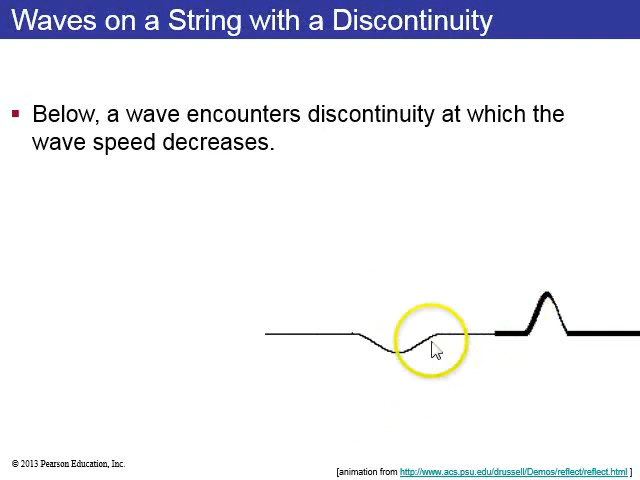 Waves on a String with a Discontinuity
Below, a wave encounters discontinuity at which the
wave speed decreases.
© 2013 Pearson Education, Inc.
[animation from http://www.acs.psu.edu/drussell/Demos/reflect/reflect.html ]